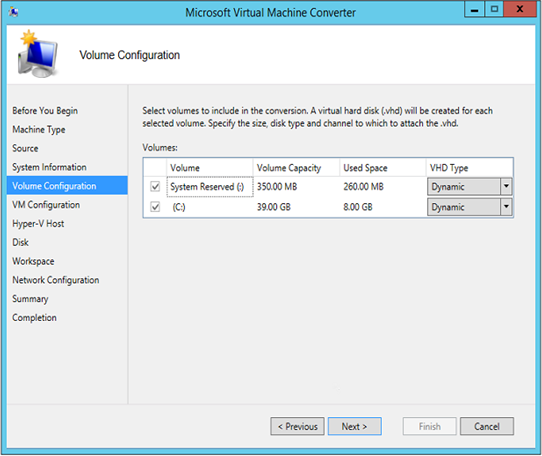 Microsoft Virtual Machine Converter
Volume Configuration
Before You Begin
Machine Type
Source
System Information
Volume Configuration
VM Configuration
Hyper-V Host
Disk
Workspace
Network Configuration
Summary
Completion
Select volumes to include in the conversion. A virtual hard disk (.vhd) will be created for each
selected volume. Specify the size, disk type and channel to which to attach the .vhd.
Volumes:
Volume Volume Capacity Used Space VHD Type
System Reserved (:) 350.00 MB 260.00 MB Dynamic
(C:) 39.00 GB 8.00 GB Dynamic
< Previous Next > Finish Cancel